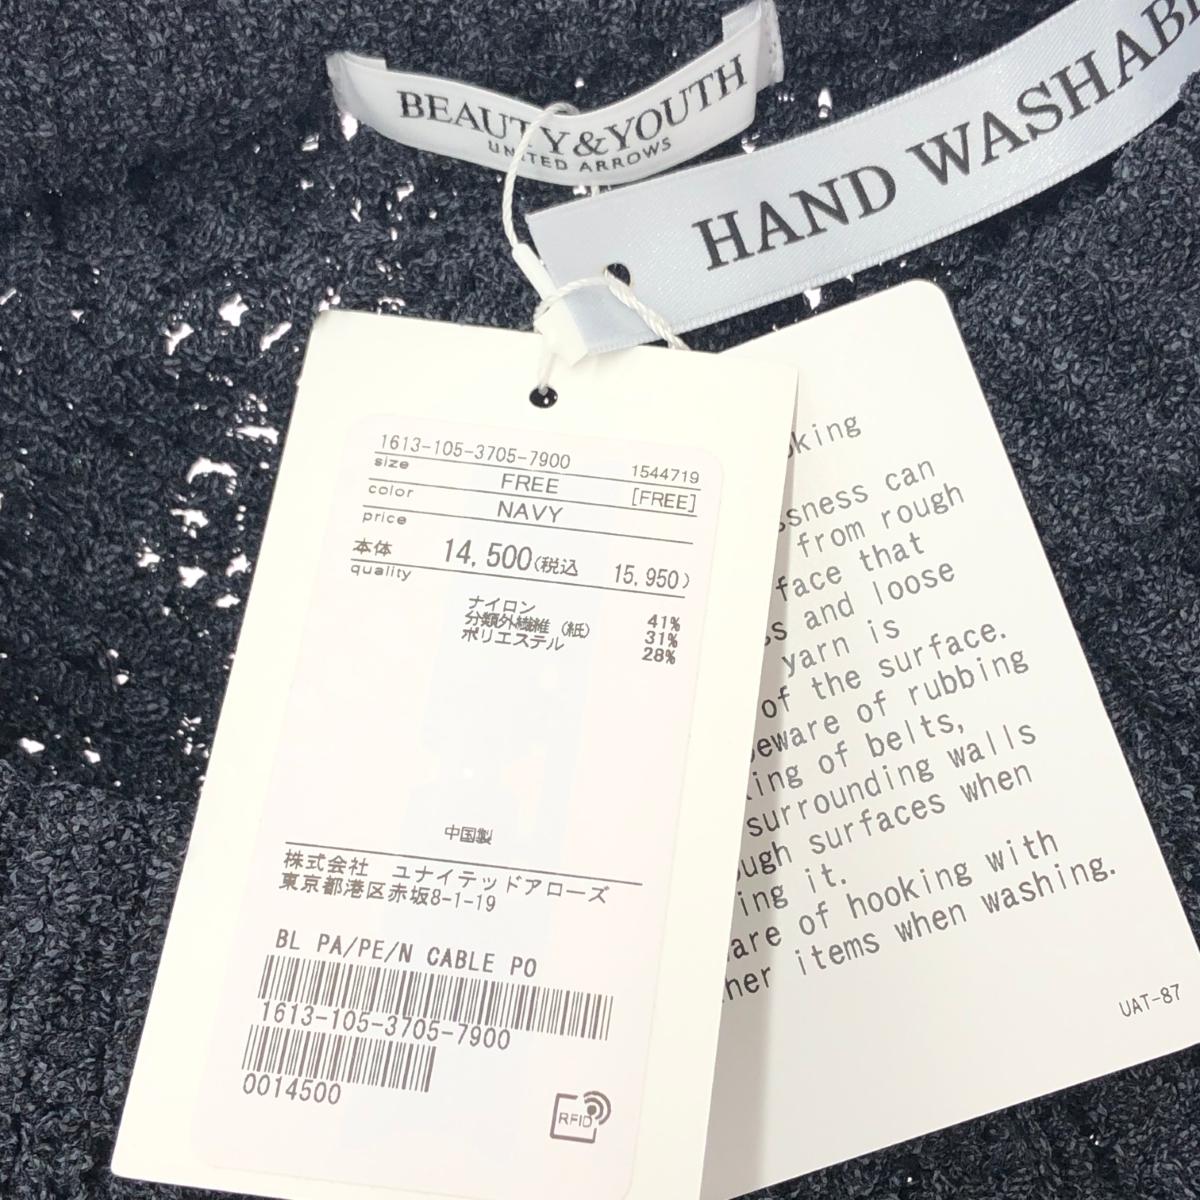 BEAUTY&YOUTH
UNITED ARROWS
HAND WASHAB
1613-105-3705-7900 1544719
size FREE [FREE]
color NAVY
price
本体 14,500(税込 15,950)
quality
ナイロン 41%
分類外繊維 (紙) 31%
ポリエステル 28%
中国製
株式会社 ユナイテッドアローズ
東京都港区赤坂8-1-19
BL PA/PE/N CABLE PO
1613-105-3705-7900
0014500
RFID
can
from rough
that
and loose
yarn is
of the surface.
of rubbing
of belts,
surrounding walls
surfaces when
it.
of hooking with
items when washing.
UAT-87